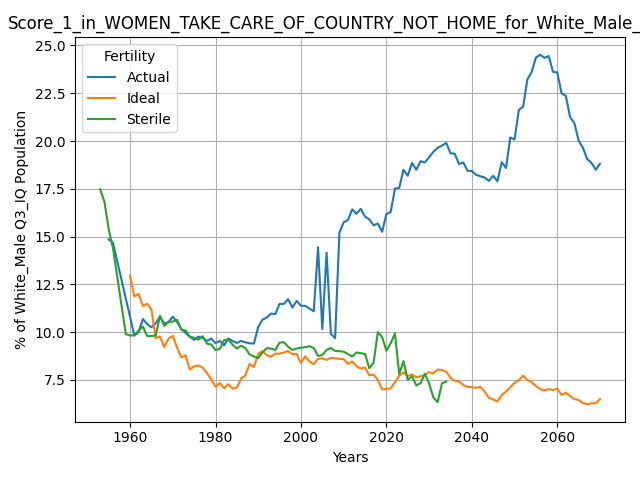 Score_1_in_WOMEN_TAKE_CARE_OF_COUNTRY_NOT_HOME_for_White_Male_
Fertility
Actual
Ideal
Sterile
% of White_Male Q3_IQ Population
25.0
22.5
20.0
17.5
15.0
12.5
10.0
7.5
1960
1980
2000
2020
2040
2060
Years